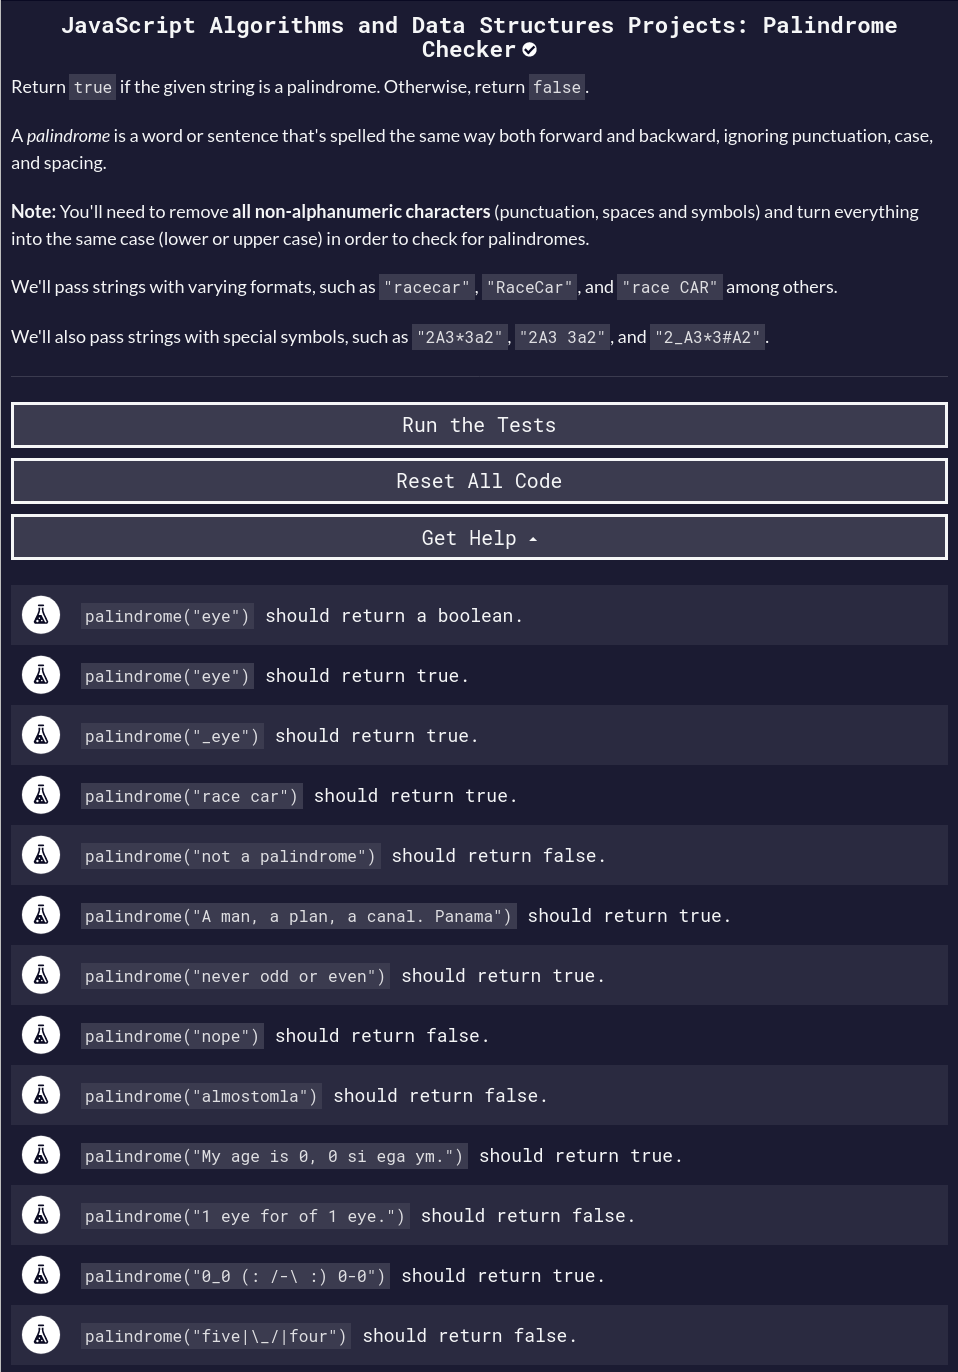 JavaScript Algorithms and Data Structures Projects: Palindrome
Checker
Return true if the given string is a palindrome. Otherwise, return false.
A palindrome is a word or sentence that's spelled the same way both forward and backward, ignoring punctuation, case,
and spacing.
Note: You'll need to remove all non-alphanumeric characters (punctuation, spaces and symbols) and turn everything
into the same case (lower or upper case) in order to check for palindromes.
We'll pass strings with varying formats, such as "racecar", "RaceCar", and "race CAR" among others.
We'll also pass strings with special symbols, such as "2A3*3a2", "2A3 3a2", and "2_A3*3#A2".
Run the Tests
Reset All Code
Get Help
palindrome("eye") should return a boolean.
palindrome("eye") should return true.
palindrome("_eye") should return true.
palindrome("race car") should return true.
palindrome("not a palindrome") should return false.
palindrome("A man, a plan, a canal. Panama") should return true.
palindrome("never odd or even") should return true.
palindrome("nope") should return false.
palindrome("almostomla") should return false.
palindrome("My age is 0, 0 si ega ym.") should return true.
palindrome("1 eye for of 1 eye.") should return false.
palindrome("0_0 (: /-\ :) 0-0") should return true.
palindrome("five|\_/|four") should return false.